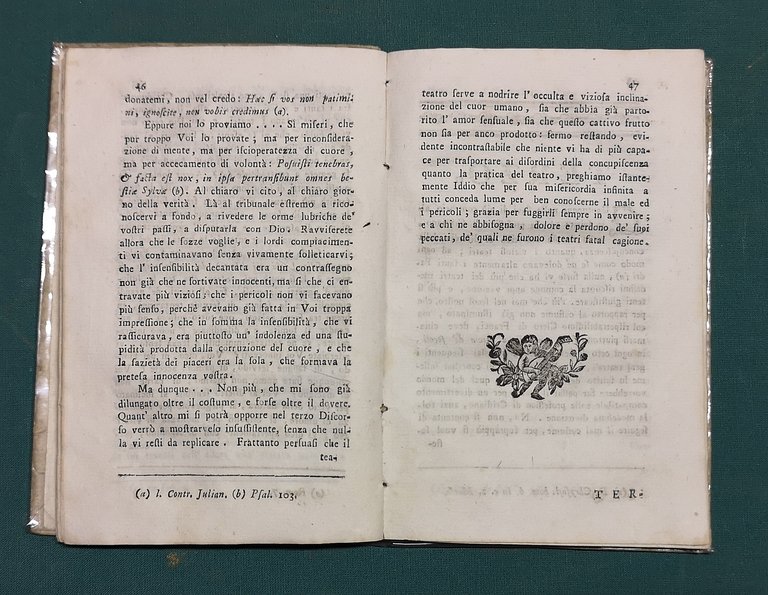 46
donatemi, non vel credo: Hac si vos non patimi-
ni, ignoscite, nou vobis credimus (a).
Eppure noi lo proviamo . . . . Sì miseri, che
pur troppo Voi lo provate; ma per inconsidera-
zione di mente, ma per iscioperatezza di cuore,
ma per accecamento di volontà: Posuisti tenebras,
& facta est nox, in ipsa pertransibunt omnes be-
stiæ Sylvæ (b). Al chiaro vi cito, al chiaro gior-
no della verità. Là al tribunale estremo a rico-
noscervi a fondo, a rivedere le orme lubriche de'
vostri passi, a disputarla con Dio. Ravviserete
allora che le sozze voglie, e i lordi compiacimen-
ti vi contaminavano senza vivamente solleticarvi;
che l' insensibilità decantata era un contrassegno
non già che ne sortivate innocenti, ma sì che ci en-
travate più viziosi; che i pericoli non vi facevano
più senso, perchè avevano già fatta in Voi troppa
impressione; che in somma la insensibilità, che vi
rassicurava, era piuttosto un' indolenza ed una stu-
pidità prodotta dalla corruzione del cuore, e che
la sazietà dei piaceri era la sola, che formava la
pretesa innocenza vostra.
Ma dunque . . . Non più, che mi sono già
dilungato oltre il costume, e forse oltre il dovere.
Quant' altro mi si potrà opporre nel terzo Discor-
so verrò a mostrarvelo insussistente, senza che nul-
la vi resti da replicare. Frattanto persuasi che il
tea-
(a) l. Contr. Julian. (b) Psal. 103.
47
teatro serve a nodrire l' occulta e viziosa inclina-
zione del cuor umano, sia che abbia già parto-
rito l' amor sensuale, sia che questo cattivo frutto
non sia per anco prodotto: fermo restando, evi-
dente incontrastabile che niente vi ha di più capa-
ce per trasportare ai disordini della concupiscenza
quanto la pratica del teatro, preghiamo istante-
mente Iddio che per sua misericordia infinita a
tutti conceda lume per ben conoscerne il male ed
i pericoli; grazia per fuggirli sempre in avvenire;
e a chi ne abbisogna, dolore e perdono de' suoi
peccati, de' quali ne furono i teatri fatal cagione.
TER-